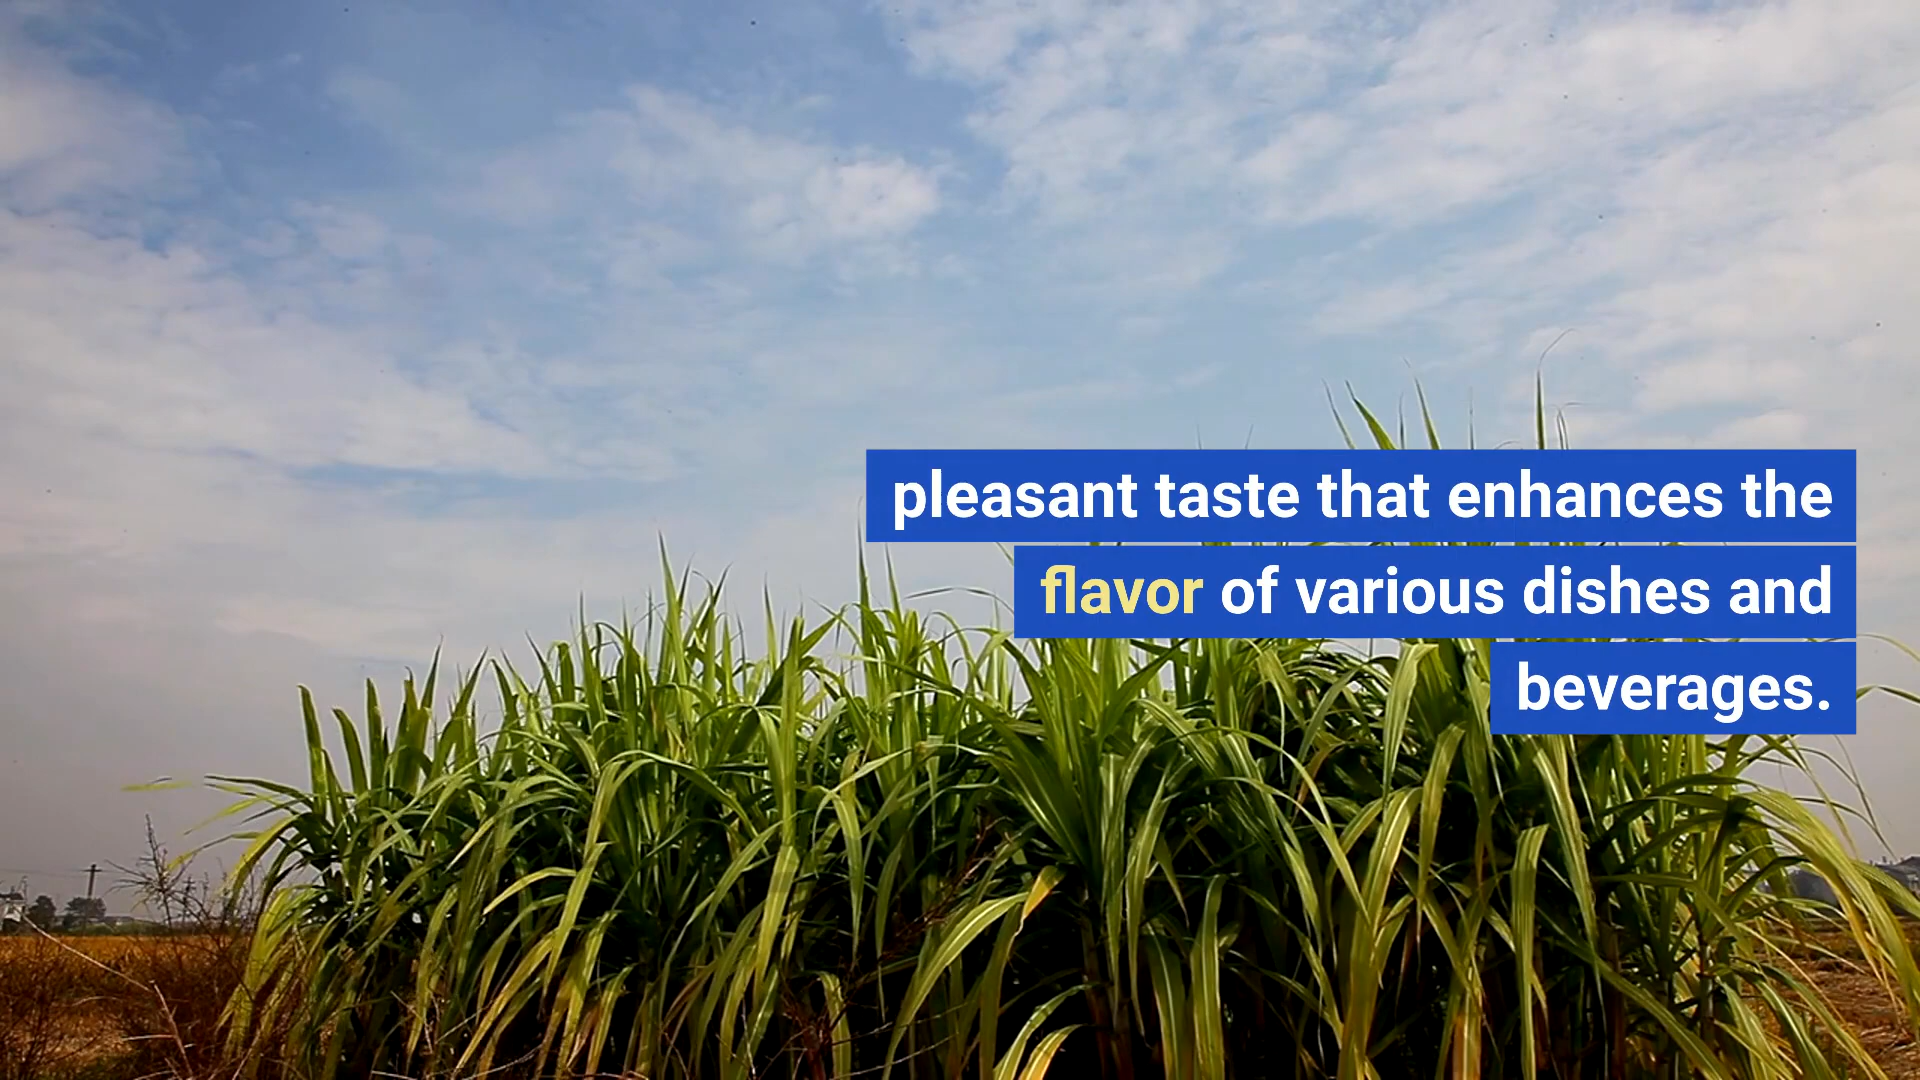 pleasant taste that enhances the
flavor of various dishes and
beverages.